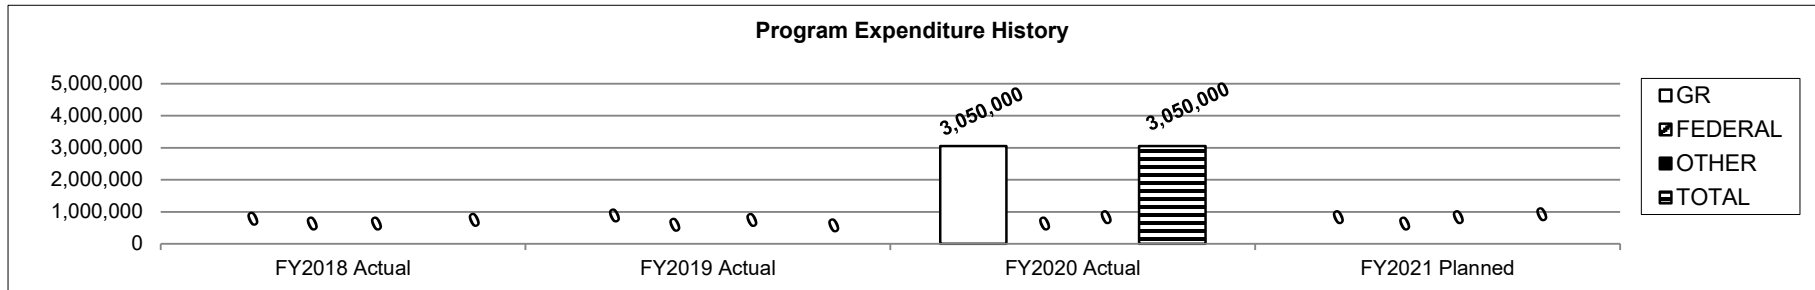 Program Expenditure History
5,000,000
4,000,000
3,000,000
2,000,000
1,000,000
0
0 0 0 0
0 0 0 0
3,050,000 0 0 3,050,000
0 0 0 0
FY2018 Actual FY2019 Actual FY2020 Actual FY2021 Planned
GR
FEDERAL
OTHER
TOTAL